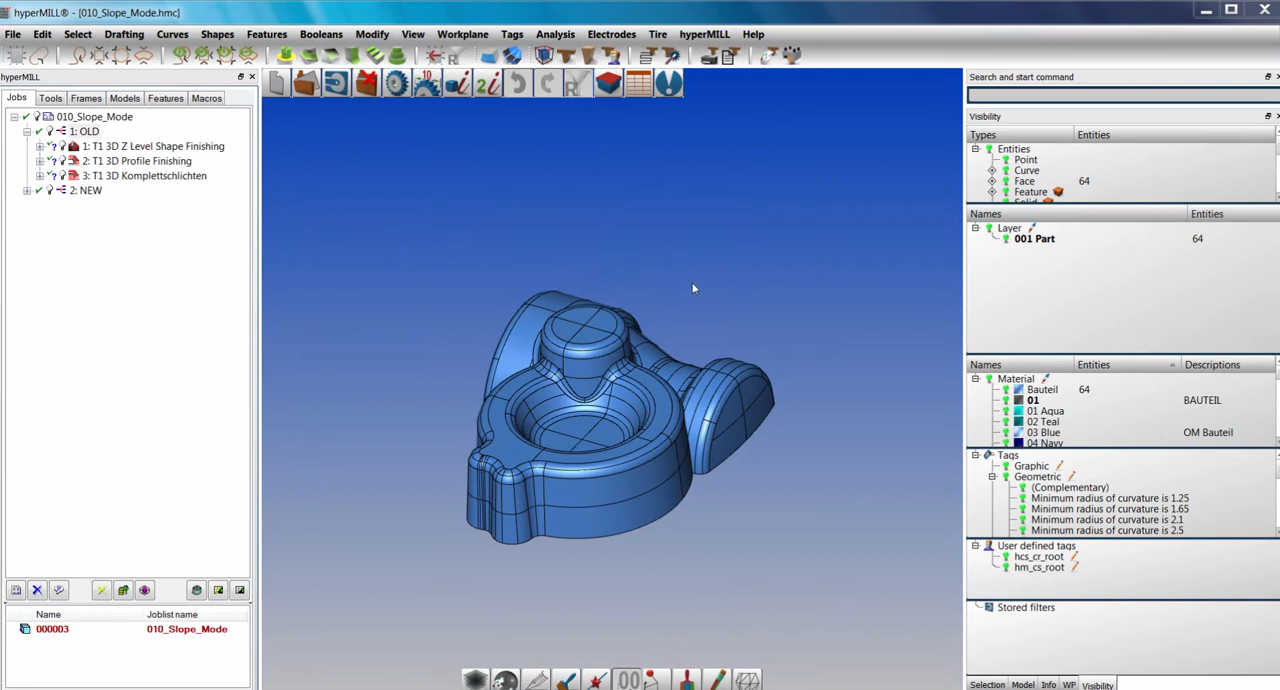 hyperMILL® - [010_Slope_Mode.hmc]
File Edit Select Drafting Curves Shapes Features Booleans Modify View Workplane Tags Analysis Electrodes Tire hyperMILL Help
hyperMILL
Jobs Tools Frames Models Features Macros
010_Slope_Mode
1: OLD
1: T1 3D Z Level Shape Finishing
2: T1 3D Profile Finishing
3: T1 3D Komplettschlichten
2: NEW
Name Joblist name
000003 010_Slope_Mode
Search and start command
Visibility
Types Entities
Entities
Point
Curve
Face 64
Feature
Solid
Names Entities
Layer
001 Part 64
Names Entities Descriptions
Material
Bauteil 64
01 BAUTEIL
01 Aqua
02 Teal
03 Blue OM Bauteil
04 Navy
Tags
Graphic
Geometric
(Complementary)
Minimum radius of curvature is 1.25
Minimum radius of curvature is 1.65
Minimum radius of curvature is 2.1
Minimum radius of curvature is 2.5
User defined tags
hcs_cr_root
hm_cs_root
Stored filters
Selection Model Info WP Visibility